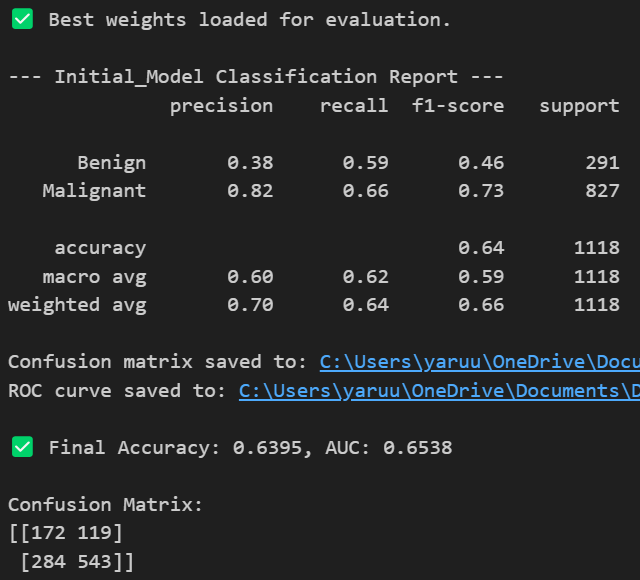 ✅ Best weights loaded for evaluation.
--- Initial_Model Classification Report ---
precision recall f1-score support
Benign 0.38 0.59 0.46 291
Malignant 0.82 0.66 0.73 827
accuracy 0.64 1118
macro avg 0.60 0.62 0.59 1118
weighted avg 0.70 0.64 0.66 1118
Confusion matrix saved to: C:\Users\yaruu\OneDrive\Docu
ROC curve saved to: C:\Users\yaruu\OneDrive\Documents\D
✅ Final Accuracy: 0.6395, AUC: 0.6538
Confusion Matrix:
[[172 119]
[284 543]]